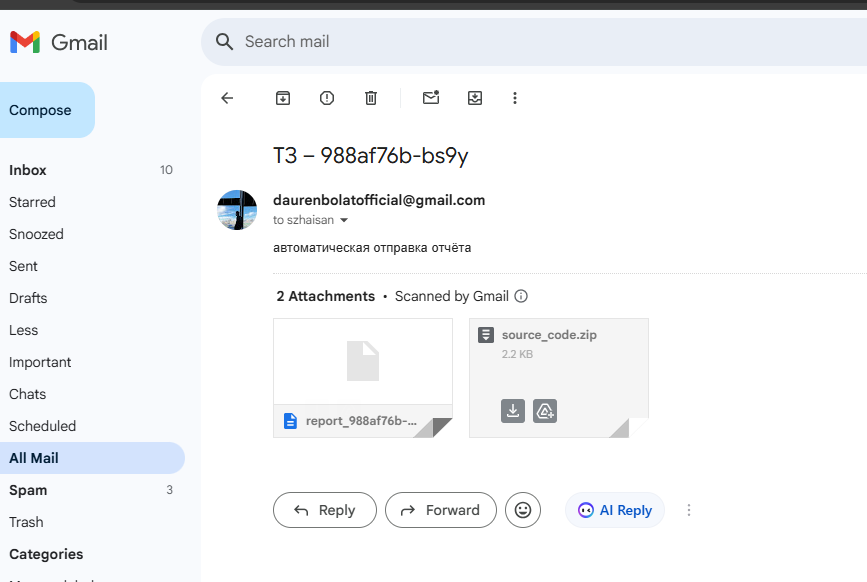 Gmail
Search mail
Compose
Inbox 10
Starred
Snoozed
Sent
Drafts
Less
Important
Chats
Scheduled
All Mail
Spam 3
Trash
Categories
ТЗ – 988af76b-bs9y
daurenbolatofficial@gmail.com
to szhaisan
автоматическая отправка отчёта
2 Attachments • Scanned by Gmail
report_988af76b-...
source_code.zip
2.2 KB
Reply
Forward
AI Reply